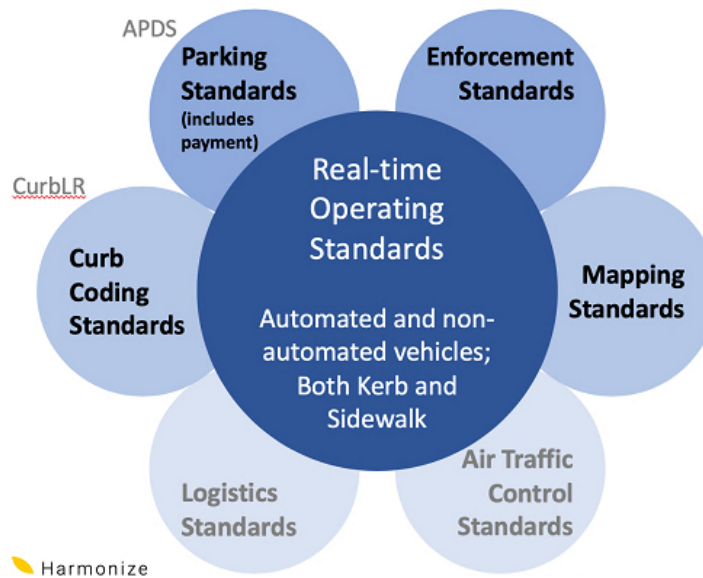 APDS
Parking
Standards
(includes
payment)
Enforcement
Standards
Real-time
Operating
Standards
Automated and non-
automated vehicles;
Both Kerb and
Sidewalk
CurbLR
Curb
Coding
Standards
Mapping
Standards
Logistics
Standards
Air Traffic
Control
Standards
Harmonize